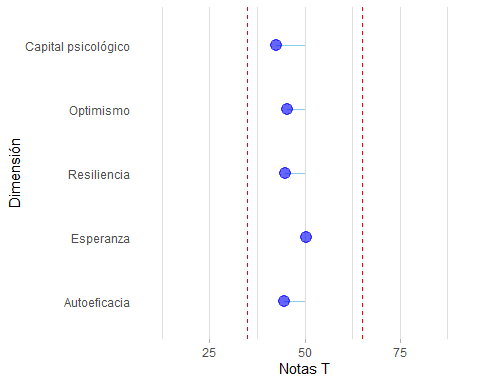 Capital psicológico
Optimismo
Resiliencia
Esperanza
Autoeficacia
Dimensión
25 50 75
Notas T